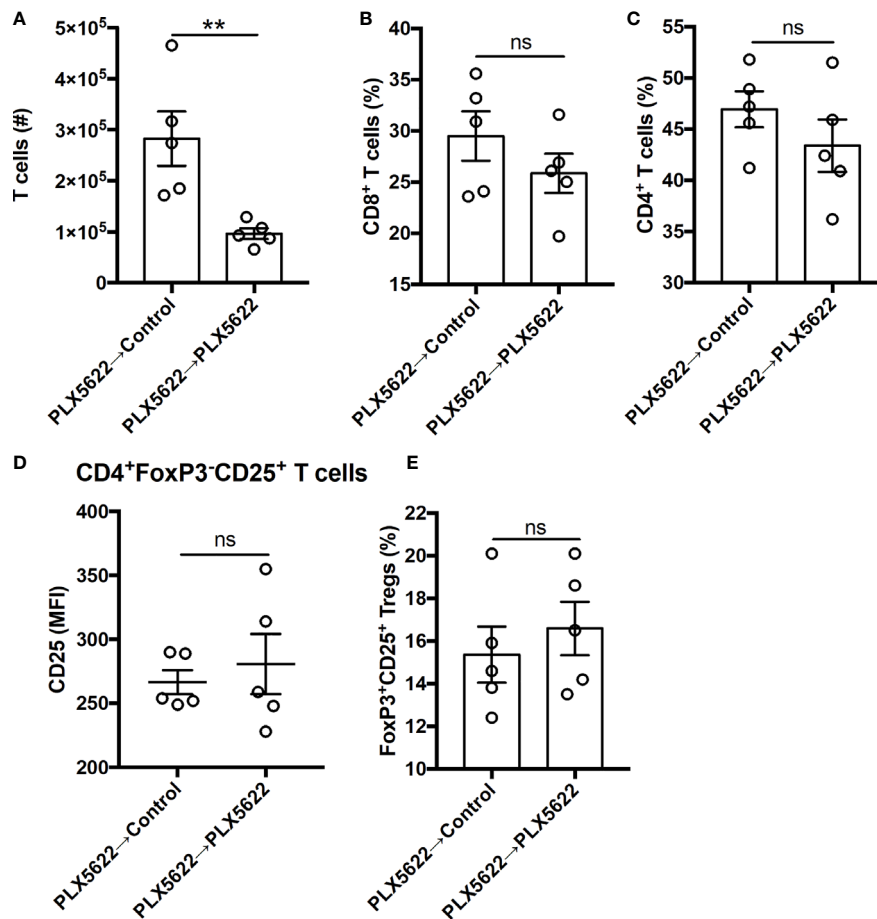 A
T cells (#)
5×10⁵
4×10⁵
3×10⁵
2×10⁵
1×10⁵
0
**
PLX5622→Control
PLX5622→PLX5622
B
CD8⁺ T cells (%)
40
35
30
25
20
15
ns
PLX5622→Control
PLX5622→PLX5622
C
CD4⁺ T cells (%)
55
50
45
40
35
30
ns
PLX5622→Control
PLX5622→PLX5622
D
CD4⁺FoxP3⁻CD25⁺ T cells
CD25 (MFI)
400
350
300
250
200
ns
PLX5622→Control
PLX5622→PLX5622
E
FoxP3⁺CD25⁺ Tregs (%)
22
20
18
16
14
12
10
ns
PLX5622→Control
PLX5622→PLX5622